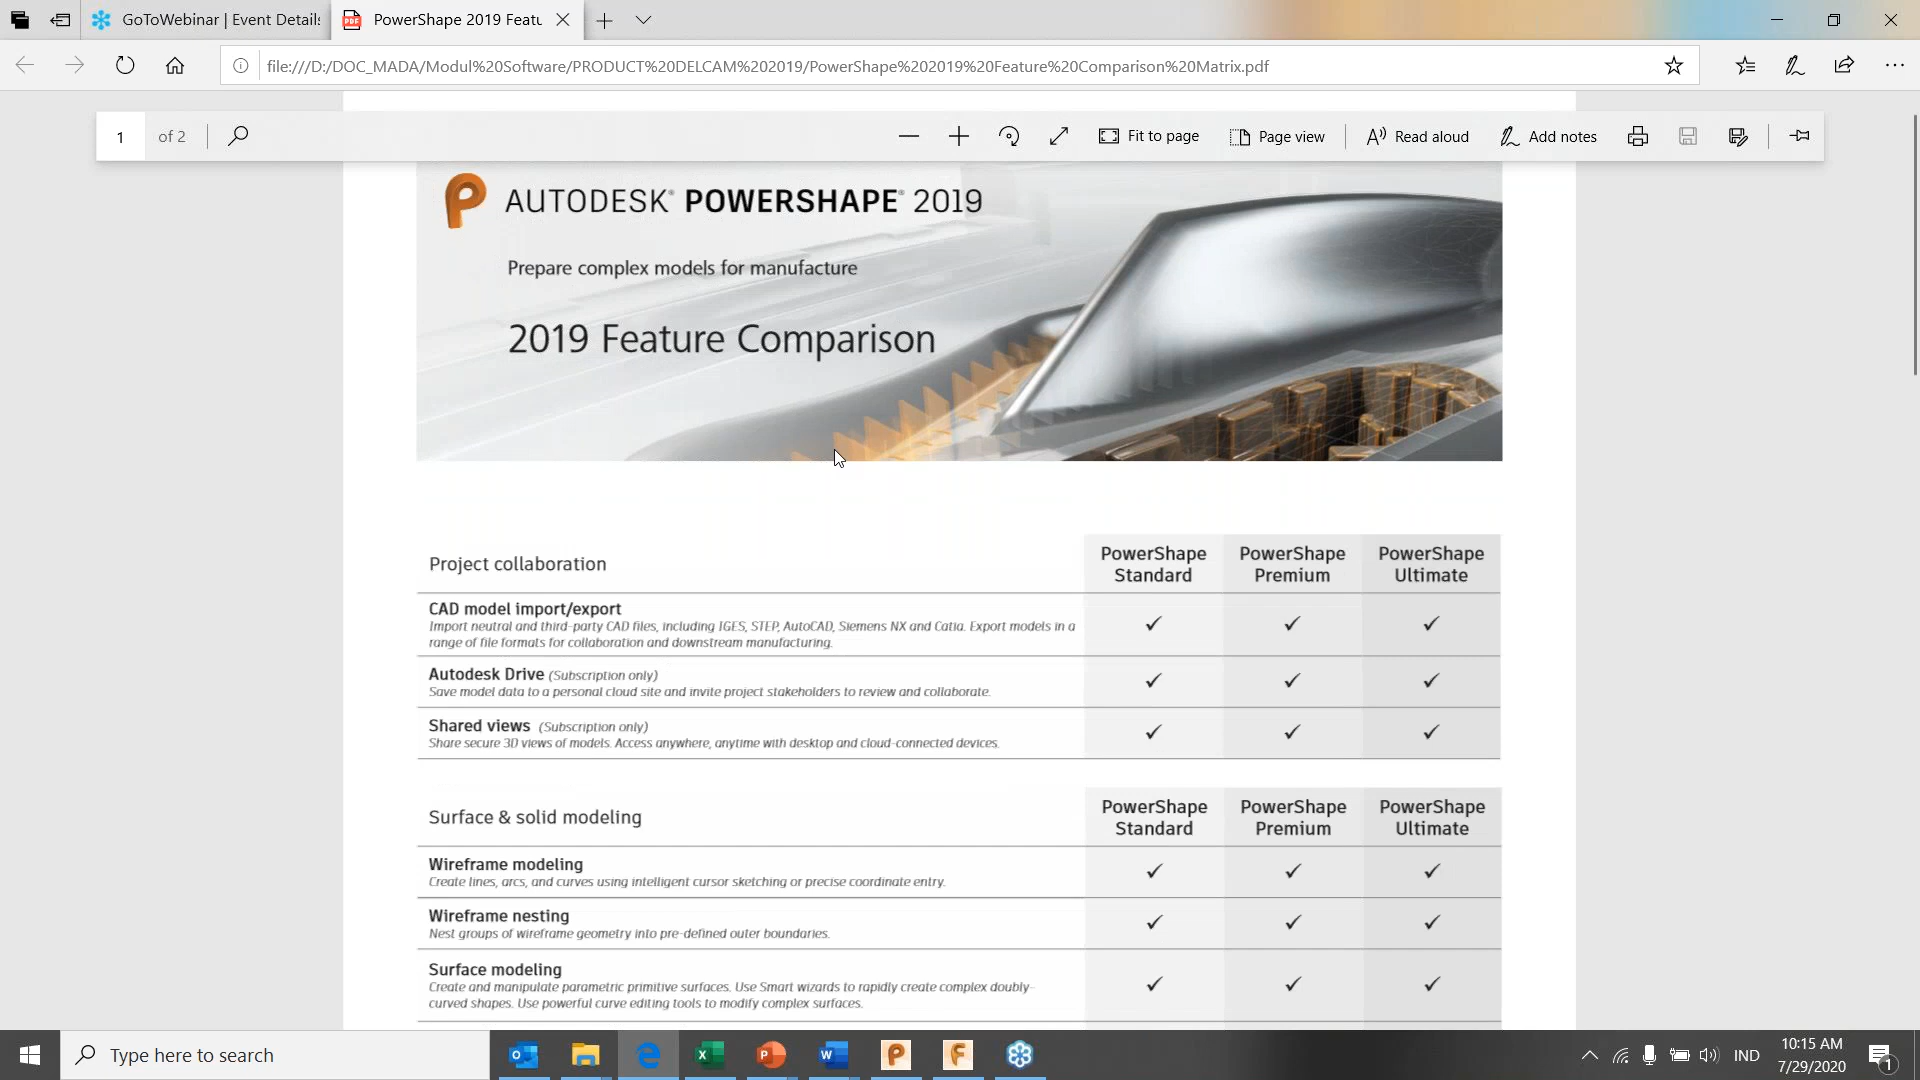 GoToWebinar | Event Details
PowerShape 2019 Featu
file:///D:/DOC_MADA/Modul%20Software/PRODUCT%20DELCAM%202019/PowerShape%202019%20Feature%20Comparison%20Matrix.pdf
1 of 2
Fit to page
Page view
Read aloud
Add notes
AUTODESK® POWERSHAPE® 2019
Prepare complex models for manufacture
2019 Feature Comparison
Project collaboration
PowerShape Standard
PowerShape Premium
PowerShape Ultimate
CAD model import/export
Import neutral and third-party CAD files, including IGES, STEP, AutoCAD, Siemens NX and Catia. Export models in a
range of file formats for collaboration and downstream manufacturing.
✓ ✓ ✓
Autodesk Drive (Subscription only)
Save model data to a personal cloud site and invite project stakeholders to review and collaborate.
✓ ✓ ✓
Shared views (Subscription only)
Share secure 3D views of models. Access anywhere, anytime with desktop and cloud-connected devices.
✓ ✓ ✓
Surface & solid modeling
PowerShape Standard
PowerShape Premium
PowerShape Ultimate
Wireframe modeling
Create lines, arcs, and curves using intelligent cursor sketching or precise coordinate entry.
✓ ✓ ✓
Wireframe nesting
Nest groups of wireframe geometry into pre-defined outer boundaries.
✓ ✓ ✓
Surface modeling
Create and manipulate parametric primitive surfaces. Use Smart wizards to rapidly create complex doubly-
curved shapes. Use powerful curve editing tools to modify complex surfaces.
✓ ✓ ✓
Type here to search
IND
10:15 AM
7/29/2020
1